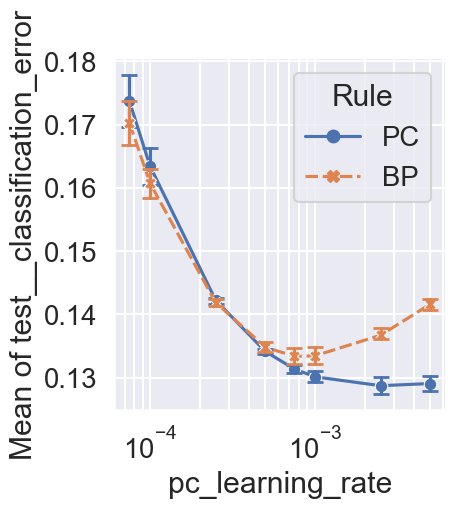 Mean of test__classification_error
0.18
0.17
0.16
0.15
0.14
0.13
Rule
PC
BP
10⁻⁴
10⁻³
pc_learning_rate